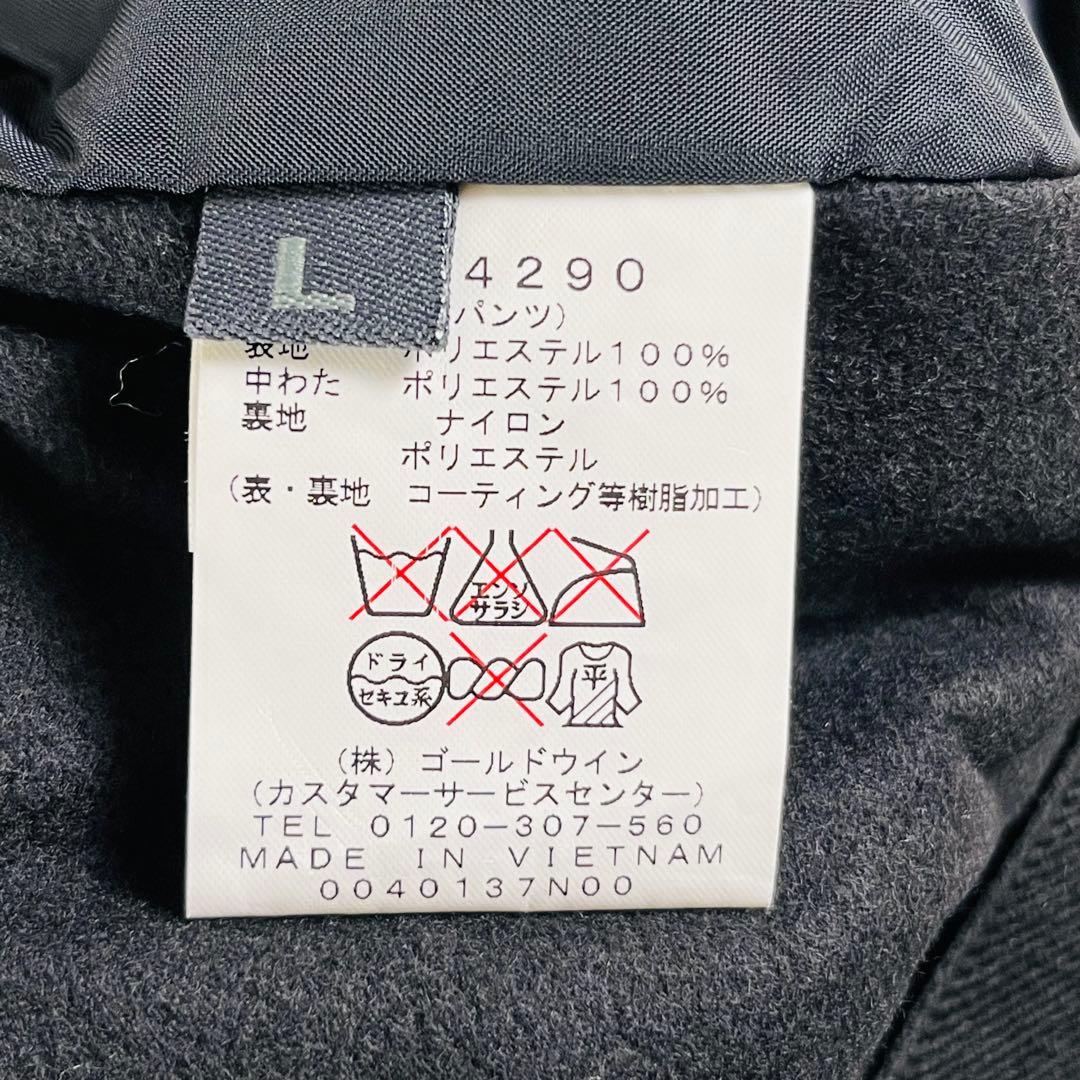 L
4290
パンツ)
表地 ポリエステル100%
中わた ポリエステル100%
裏地 ナイロン
ポリエステル
(表・裏地 コーティング等樹脂加工)
エンソ
サラシ
ドライ
セキユ系
平
(株)ゴールドウイン
(カスタマーサービスセンター)
TEL 0120-307-560
MADE IN VIETNAM
0040137N00